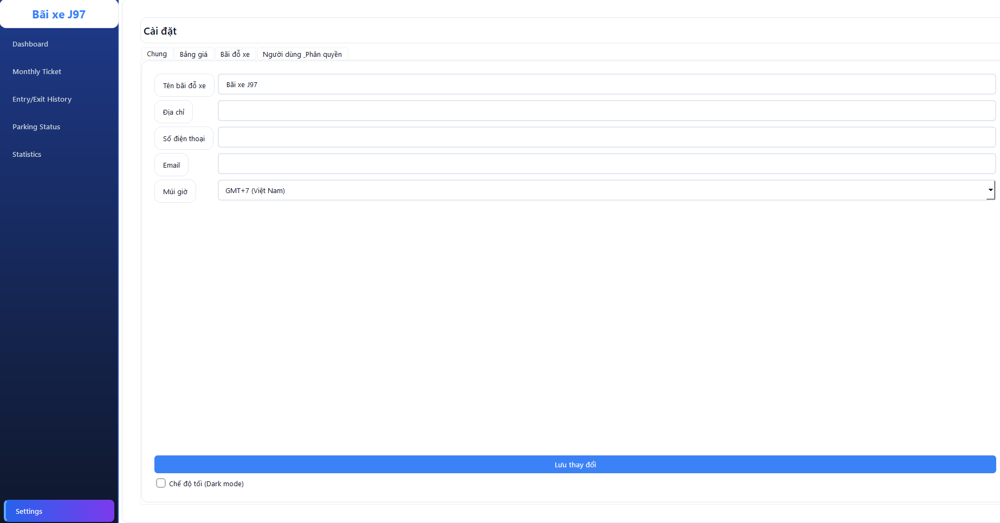 Bãi xe J97
Dashboard
Monthly Ticket
Entry/Exit History
Parking Status
Statistics
Settings
Cài đặt
Chung
Bảng giá
Bãi đỗ xe
Người dùng _Phân quyền
Tên bãi đỗ xe
Bãi xe J97
Địa chỉ
Số điện thoại
Email
Múi giờ
GMT+7 (Việt Nam)
Lưu thay đổi
Chế độ tối (Dark mode)